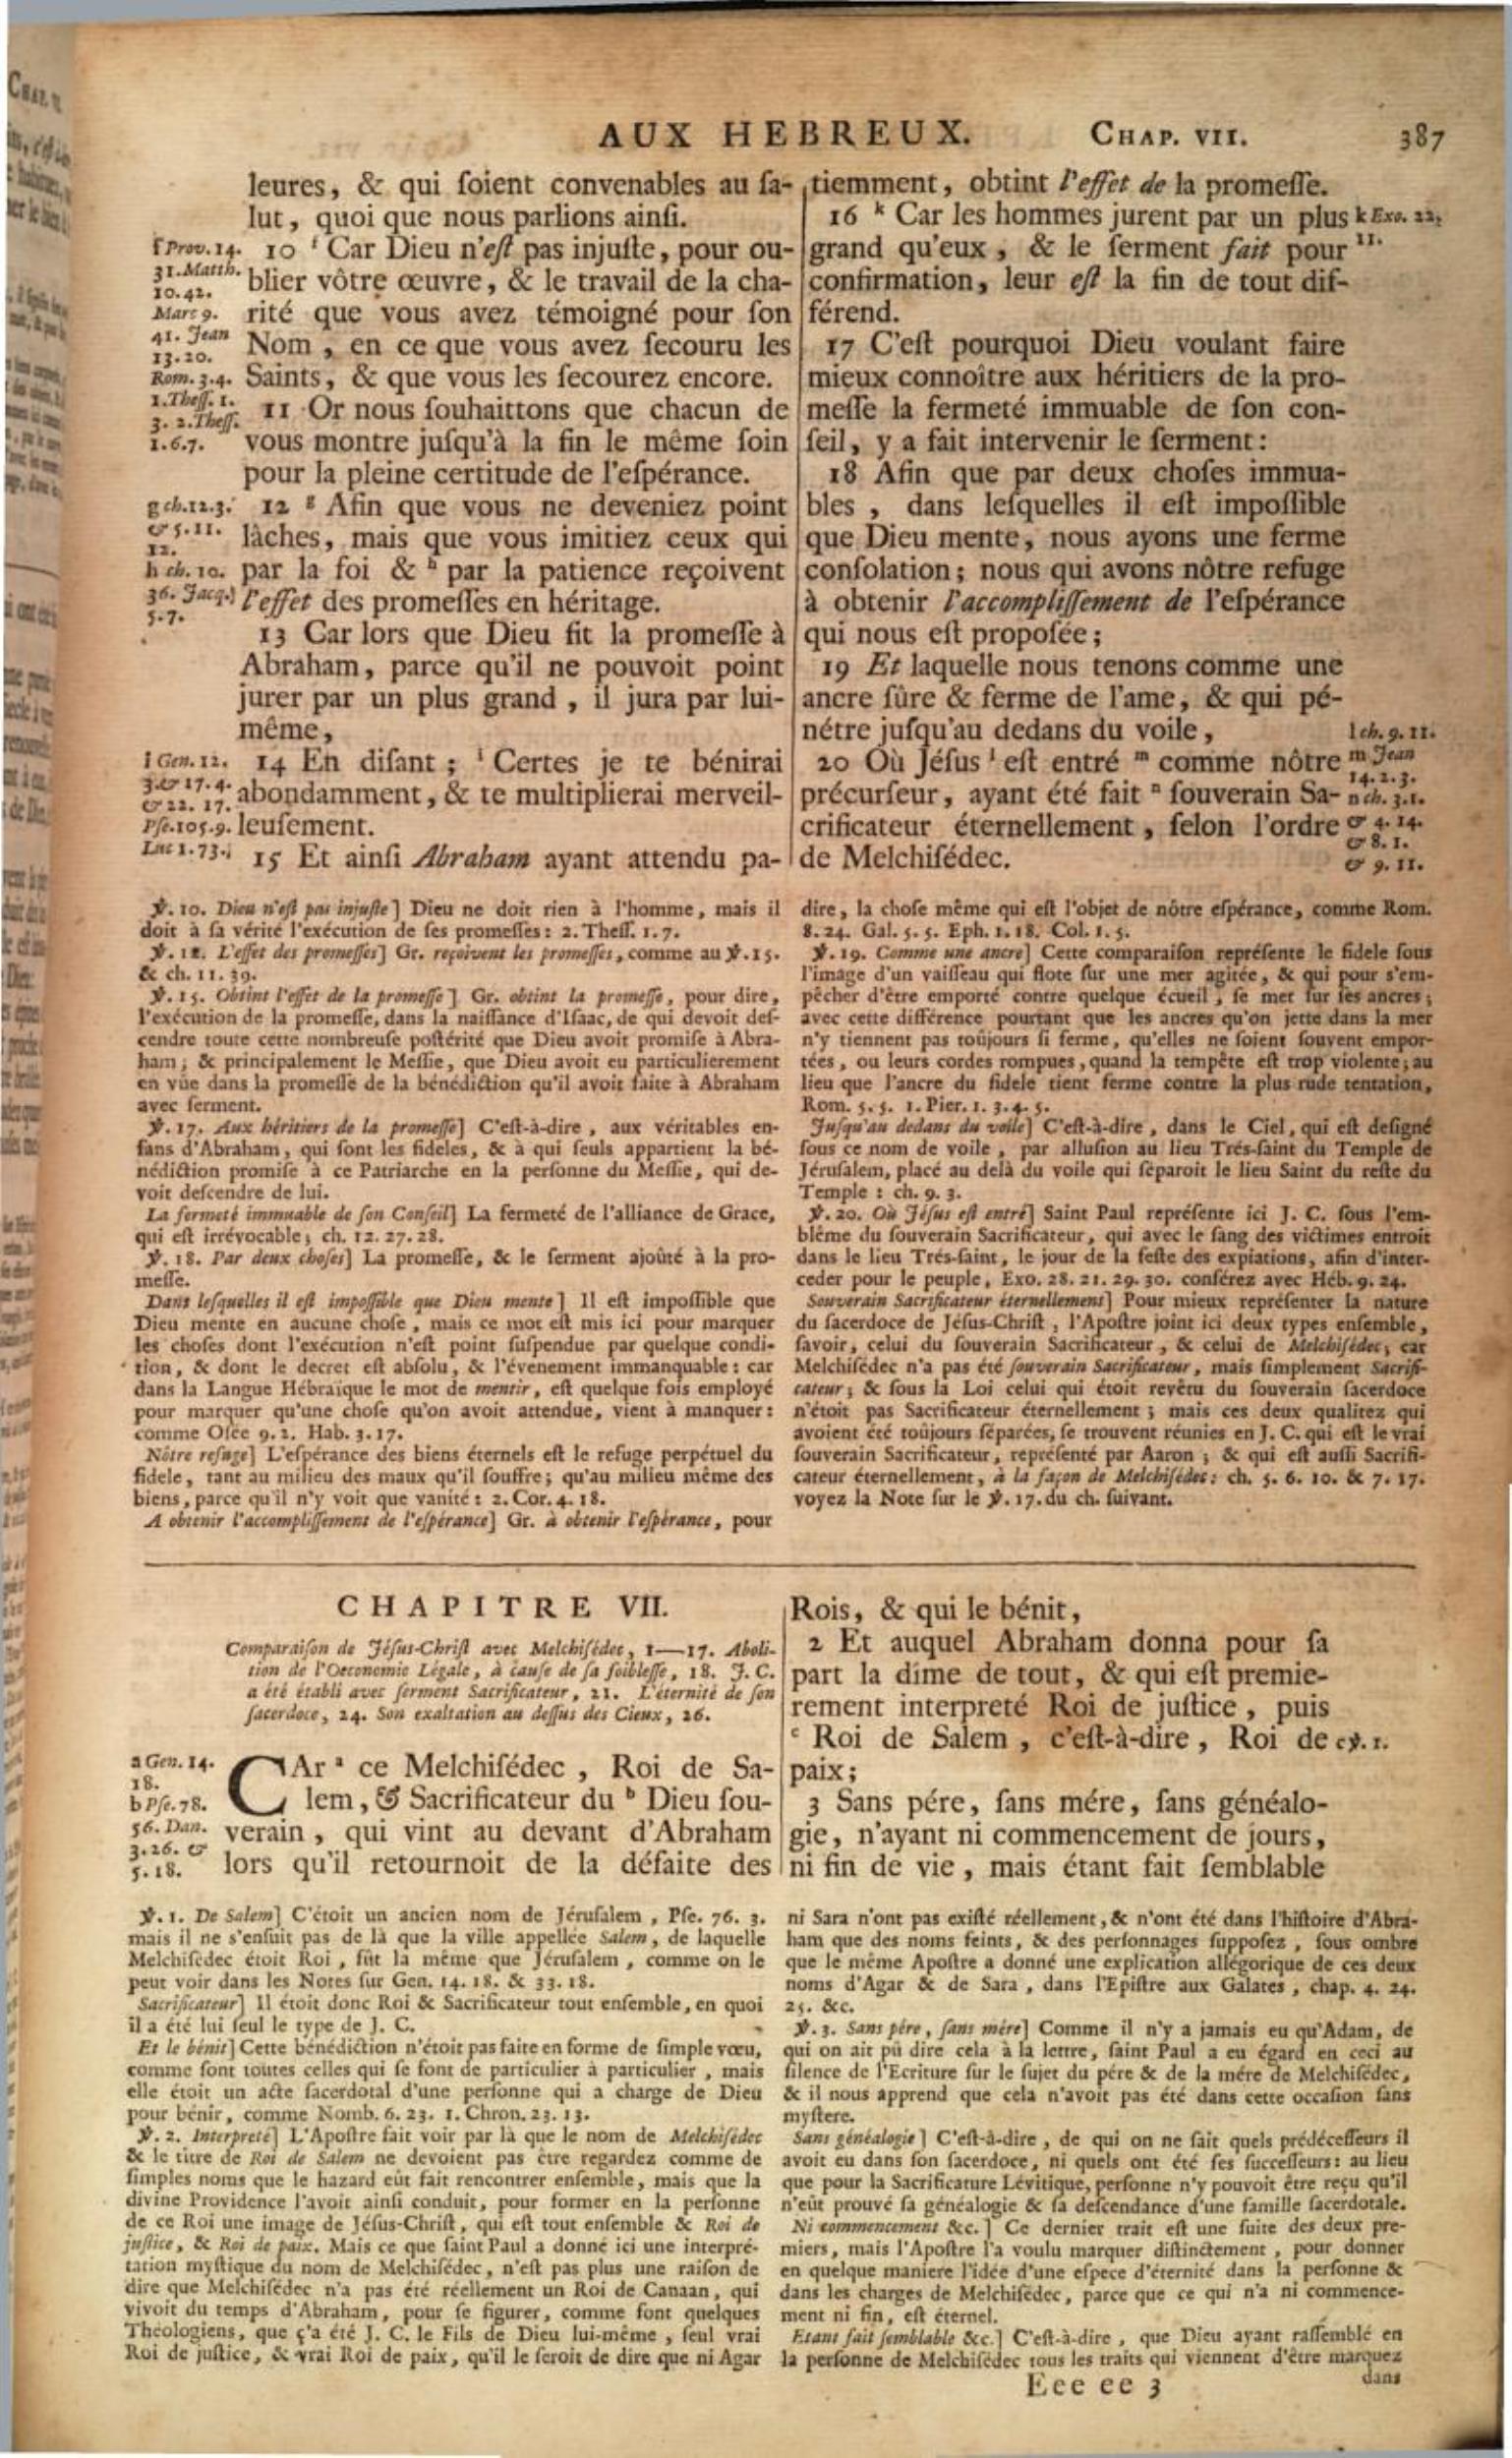 AUX HEBREUX. CHAP. VII. 387
leures, & qui ſoient convenables au ſa-
lut, quoi que nous parlions ainſi.
f Prov. 14.
31. Matth.
10. 42.
Marc 9.
41. Jean
13. 20.
Rom. 3. 4.
1. Theſſ. 1.
3. 2. Theſſ.
1. 6. 7.
10 f Car Dieu n'eſt pas injuſte, pour ou-
blier vôtre œuvre, & le travail de la cha-
rité que vous avez témoigné pour ſon
Nom, en ce que vous avez ſecouru les
Saints, & que vous les ſecourez encore.
11 Or nous ſouhaittons que chacun de
vous montre juſqu'à la fin le même ſoin
pour la pleine certitude de l'eſpérance.
g ch. 12. 3.
& 5. 11.
12.
h ch. 10.
36. Jacq.
5. 7.
12 g Afin que vous ne deveniez point
lâches, mais que vous imitiez ceux qui
par la foi & h par la patience reçoivent
l'effet des promeſſes en héritage.
13 Car lors que Dieu fit la promeſſe à
Abraham, parce qu'il ne pouvoit point
jurer par un plus grand, il jura par lui-
même,
i Gen. 12.
3. & 17. 4.
& 22. 17.
Pſe. 105. 9.
Luc 1. 73.
14 En diſant; i Certes je te bénirai
abondamment, & te multiplierai merveil-
leuſement.
15 Et ainſi Abraham ayant attendu pa-
tiemment, obtint l'effet de la promeſſe.
16 k Car les hommes jurent par un plus
grand qu'eux, & le ſerment fait pour
confirmation, leur eſt la fin de tout dif-
férend.
k Exo. 22.
11.
17 C'eſt pourquoi Dieu voulant faire
mieux connoître aux héritiers de la pro-
meſſe la fermeté immuable de ſon con-
ſeil, y a fait intervenir le ſerment:
18 Afin que par deux choſes immua-
bles, dans leſquelles il eſt impoſſible
que Dieu mente, nous ayons une ferme
conſolation; nous qui avons nôtre refuge
à obtenir l'accompliſſement de l'eſpérance
qui nous eſt propoſée;
19 Et laquelle nous tenons comme une
ancre ſûre & ferme de l'ame, & qui pé-
nétre juſqu'au dedans du voile,
20 Où Jéſus l eſt entré m comme nôtre
précurſeur, ayant été fait n ſouverain Sa-
crificateur éternellement, ſelon l'ordre
de Melchiſédec.
l ch. 9. 11.
m Jean
14. 2. 3.
n ch. 3. 1.
& 4. 14.
& 8. 1.
& 9. 11.
℣. 10. Dieu n'eſt pas injuſte] Dieu ne doit rien à l'homme, mais il
doit à ſa vérité l'exécution de ſes promeſſes: 2. Theſſ. 1. 7.
℣. 12. L'effet des promeſſes] Gr. reçoivent les promeſſes, comme au ℣. 15.
& ch. 11. 39.
℣. 15. Obtint l'effet de la promeſſe] Gr. obtint la promeſſe, pour dire,
l'exécution de la promeſſe, dans la naiſſance d'Iſaac, de qui devoit deſ-
cendre toute cette nombreuſe poſtérité que Dieu avoit promiſe à Abra-
ham; & principalement le Meſſie, que Dieu avoit eu particulierement
en vûe dans la promeſſe de la bénédiction qu'il avoit faite à Abraham
avec ſerment.
℣. 17. Aux héritiers de la promeſſe] C'eſt-à-dire, aux véritables en-
fans d'Abraham, qui ſont les fideles, & à qui ſeuls appartient la bé-
nédiction promiſe à ce Patriarche en la perſonne du Meſſie, qui de-
voit deſcendre de lui.
La fermeté immuable de ſon Conſeil] La fermeté de l'alliance de Grace,
qui eſt irrévocable; ch. 12. 27. 28.
℣. 18. Par deux choſes] La promeſſe, & le ſerment ajoûté à la pro-
meſſe.
Dans leſquelles il eſt impoſſible que Dieu mente] Il eſt impoſſible que
Dieu mente en aucune choſe, mais ce mot eſt mis ici pour marquer
les choſes dont l'exécution n'eſt point ſuſpendue par quelque condi-
tion, & dont le decret eſt abſolu, & l'évenement immanquable: car
dans la Langue Hébraïque le mot de mentir, eſt quelque fois employé
pour marquer qu'une choſe qu'on avoit attendue, vient à manquer:
comme Oſée 9. 2. Hab. 3. 17.
Nôtre refuge] L'eſpérance des biens éternels eſt le refuge perpétuel du
fidele, tant au milieu des maux qu'il ſouffre; qu'au milieu même des
biens, parce qu'il n'y voit que vanité: 2. Cor. 4. 18.
A obtenir l'accompliſſement de l'eſpérance] Gr. à obtenir l'eſpérance, pour
dire, la choſe même qui eſt l'objet de nôtre eſpérance, comme Rom.
8. 24. Gal. 5. 5. Eph. 1. 18. Col. 1. 5.
℣. 19. Comme une ancre] Cette comparaiſon repréſente le fidele ſous
l'image d'un vaiſſeau qui flote ſur une mer agitée, & qui pour s'em-
pêcher d'être emporté contre quelque écueil, ſe met ſur ſes ancres;
avec cette différence pourtant que les ancres qu'on jette dans la mer
n'y tiennent pas toûjours ſi ferme, qu'elles ne ſoient ſouvent empor-
tées, ou leurs cordes rompues, quand la tempête eſt trop violente; au
lieu que l'ancre du fidele tient ferme contre la plus rude tentation,
Rom. 5. 5. 1. Pier. 1. 3. 4. 5.
Juſqu'au dedans du voile] C'eſt-à-dire, dans le Ciel, qui eſt deſigné
ſous ce nom de voile, par alluſion au lieu Trés-ſaint du Temple de
Jéruſalem, placé au delà du voile qui ſéparoit le lieu Saint du reſte du
Temple: ch. 9. 3.
℣. 20. Où Jéſus eſt entré] Saint Paul repréſente ici J. C. ſous l'em-
blême du ſouverain Sacrificateur, qui avec le ſang des victimes entroit
dans le lieu Trés-ſaint, le jour de la feſte des expiations, afin d'inter-
ceder pour le peuple, Exo. 28. 21. 29. 30. conférez avec Héb. 9. 24.
Souverain Sacrificateur éternellement] Pour mieux repréſenter la nature
du ſacerdoce de Jéſus-Chriſt, l'Apoſtre joint ici deux types enſemble,
ſavoir, celui du ſouverain Sacrificateur, & celui de Melchiſédec; car
Melchiſédec n'a pas été ſouverain Sacrificateur, mais ſimplement Sacrifi-
cateur; & ſous la Loi celui qui étoit revêtu du ſouverain ſacerdoce
n'étoit pas Sacrificateur éternellement; mais ces deux qualitez qui
avoient été toûjours ſéparées, ſe trouvent réunies en J. C. qui eſt le vrai
ſouverain Sacrificateur, repréſenté par Aaron; & qui eſt auſſi Sacrifi-
cateur éternellement, à la façon de Melchiſédec: ch. 5. 6. 10. & 7. 17.
voyez la Note ſur le ℣. 17. du ch. ſuivant.
CHAPITRE VII.
Comparaiſon de Jéſus-Chriſt avec Melchiſédec, 1—17. Aboli-
tion de l'Oeconomie Légale, à cauſe de ſa foibleſſe, 18. J. C.
a été établi avec ſerment Sacrificateur, 21. L'éternité de ſon
ſacerdoce, 24. Son exaltation au deſſus des Cieux, 26.
a Gen. 14.
18.
b Pſe. 78.
56. Dan.
3. 26. &
5. 18.
CAr a ce Melchiſédec, Roi de Sa-
lem, & Sacrificateur du b Dieu ſou-
verain, qui vint au devant d'Abraham
lors qu'il retournoit de la défaite des
Rois, & qui le bénit,
2 Et auquel Abraham donna pour ſa
part la dîme de tout, & qui eſt premie-
rement interpreté Roi de juſtice, puis
c Roi de Salem, c'eſt-à-dire, Roi de
paix;
c ℣. 1.
3 Sans pére, ſans mére, ſans généalo-
gie, n'ayant ni commencement de jours,
ni fin de vie, mais étant fait ſemblable
℣. 1. De Salem] C'étoit un ancien nom de Jéruſalem, Pſe. 76. 3.
mais il ne s'enſuit pas de là que la ville appellée Salem, de laquelle
Melchiſédec étoit Roi, fût la même que Jéruſalem, comme on le
peut voir dans les Notes ſur Gen. 14. 18. & 33. 18.
Sacrificateur] Il étoit donc Roi & Sacrificateur tout enſemble, en quoi
il a été lui ſeul le type de J. C.
Et le bénit] Cette bénédiction n'étoit pas faite en forme de ſimple vœu,
comme ſont toutes celles qui ſe font de particulier à particulier, mais
elle étoit un acte ſacerdotal d'une perſonne qui a charge de Dieu
pour bénir, comme Nomb. 6. 23. 1. Chron. 23. 13.
℣. 2. Interpreté] L'Apoſtre fait voir par là que le nom de Melchiſédec
& le titre de Roi de Salem ne devoient pas être regardez comme de
ſimples noms que le hazard eût fait rencontrer enſemble, mais que la
divine Providence l'avoit ainſi conduit, pour former en la perſonne
de ce Roi une image de Jéſus-Chriſt, qui eſt tout enſemble & Roi de
juſtice, & Roi de paix. Mais ce que ſaint Paul a donné ici une interpré-
tation myſtique du nom de Melchiſédec, n'eſt pas plus une raiſon de
dire que Melchiſédec n'a pas été réellement un Roi de Canaan, qui
vivoit du temps d'Abraham, pour ſe figurer, comme font quelques
Théologiens, que ç'a été J. C. le Fils de Dieu lui-même, ſeul vrai
Roi de juſtice, & vrai Roi de paix, qu'il le ſeroit de dire que ni Agar
ni Sara n'ont pas exiſté réellement, & n'ont été dans l'hiſtoire d'Abra-
ham que des noms feints, & des perſonnages ſuppoſez, ſous ombre
que le même Apoſtre a donné une explication allégorique de ces deux
noms d'Agar & de Sara, dans l'Epiſtre aux Galates, chap. 4. 24.
25. &c.
℣. 3. Sans pére, ſans mére] Comme il n'y a jamais eu qu'Adam, de
qui on ait pû dire cela à la lettre, ſaint Paul a eu égard en ceci au
ſilence de l'Ecriture ſur le ſujet du pére & de la mére de Melchiſédec,
& il nous apprend que cela n'avoit pas été dans cette occaſion ſans
myſtere.
Sans généalogie] C'eſt-à-dire, de qui on ne ſait quels prédéceſſeurs il
avoit eu dans ſon ſacerdoce, ni quels ont été ſes ſucceſſeurs: au lieu
que pour la Sacrificature Lévitique, perſonne n'y pouvoit être reçu qu'il
n'eût prouvé ſa généalogie & ſa deſcendance d'une famille ſacerdotale.
Ni commencement &c.] Ce dernier trait eſt une ſuite des deux pre-
miers, mais l'Apoſtre l'a voulu marquer diſtinctement, pour donner
en quelque maniere l'idée d'une eſpece d'éternité dans la perſonne &
dans les charges de Melchiſédec, parce que ce qui n'a ni commence-
ment ni fin, eſt éternel.
Etant fait ſemblable &c.] C'eſt-à-dire, que Dieu ayant raſſemblé en
la perſonne de Melchiſédec tous les traits qui viennent d'être marquez
Eee ee 3 dans